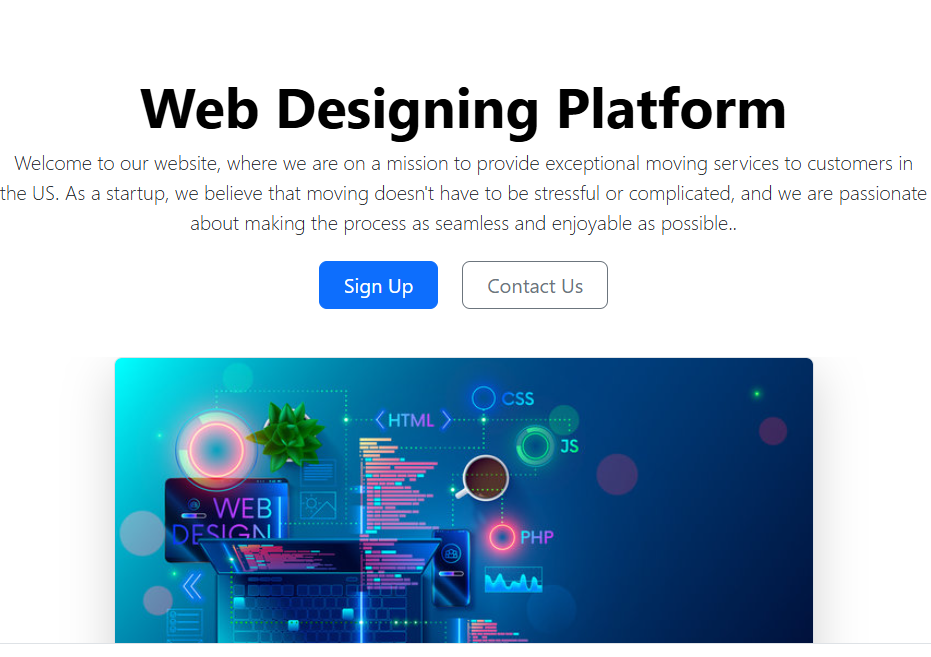 Web Designing Platform
Welcome to our website, where we are on a mission to provide exceptional moving services to customers in
the US. As a startup, we believe that moving doesn't have to be stressful or complicated, and we are passionate
about making the process as seamless and enjoyable as possible..
Sign Up
Contact Us
CSS
HTML
JS
WEB
DESIGN
PHP